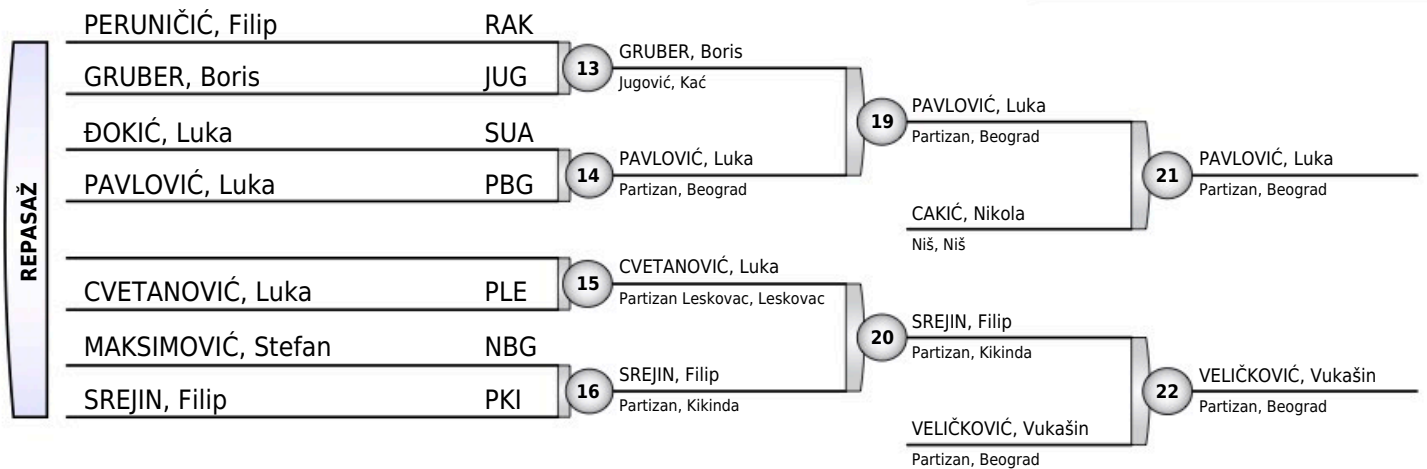 REPASAŽ
PERUNIČIĆ, Filip RAK
GRUBER, Boris JUG
ĐOKIĆ, Luka SUA
PAVLOVIĆ, Luka PBG
CVETANOVIĆ, Luka PLE
MAKSIMOVIĆ, Stefan NBG
SREJIN, Filip PKI
13
GRUBER, Boris
Jugović, Kać
14
PAVLOVIĆ, Luka
Partizan, Beograd
15
CVETANOVIĆ, Luka
Partizan Leskovac, Leskovac
16
SREJIN, Filip
Partizan, Kikinda
19
PAVLOVIĆ, Luka
Partizan, Beograd
CAKIĆ, Nikola
Niš, Niš
20
SREJIN, Filip
Partizan, Kikinda
VELIČKOVIĆ, Vukašin
Partizan, Beograd
21
PAVLOVIĆ, Luka
Partizan, Beograd
22
VELIČKOVIĆ, Vukašin
Partizan, Beograd